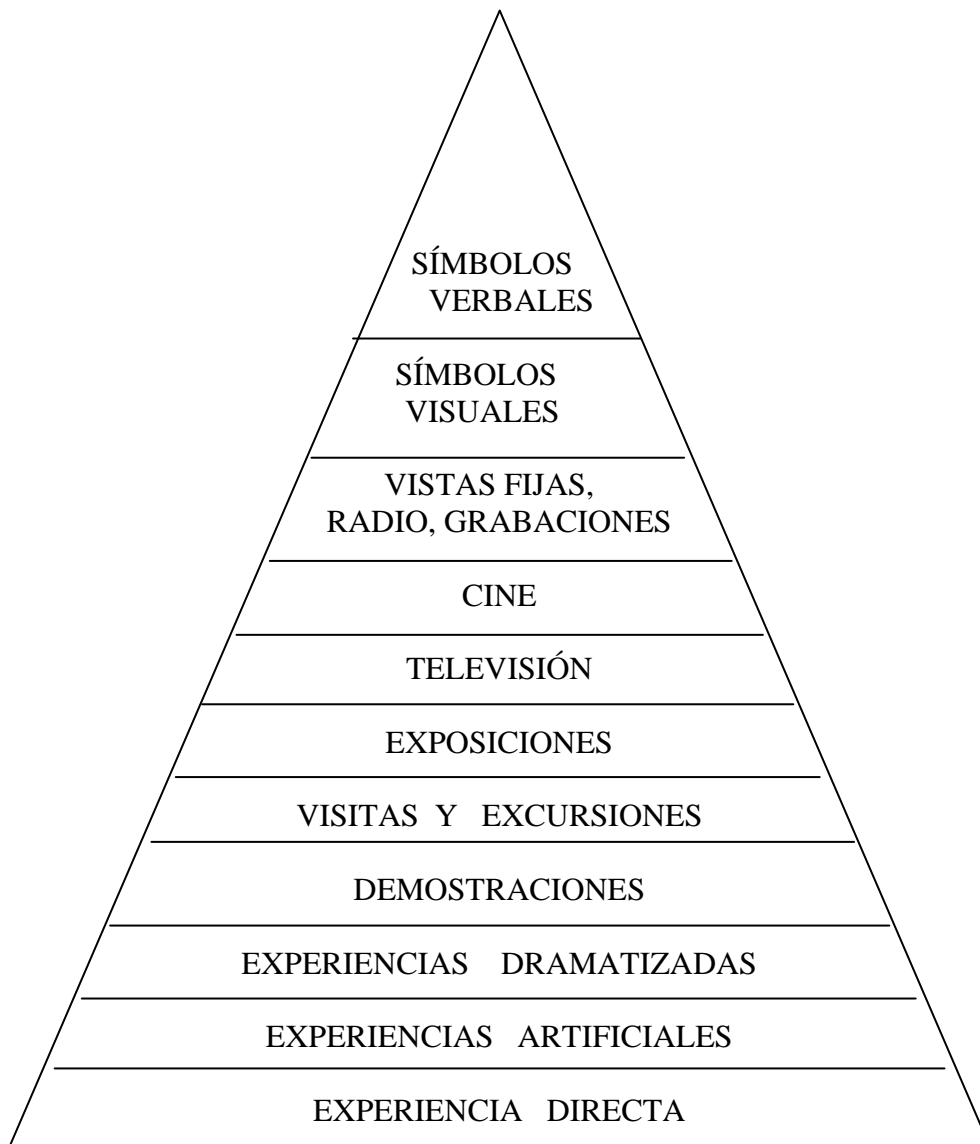 SÍMBOLOS
VERBALES
SÍMBOLOS
VISUALES
VISTAS FIJAS,
RADIO, GRABACIONES
CINE
TELEVISIÓN
EXPOSICIONES
VISITAS Y EXCURSIONES
DEMOSTRACIONES
EXPERIENCIAS DRAMATIZADAS
EXPERIENCIAS ARTIFICIALES
EXPERIENCIA DIRECTA